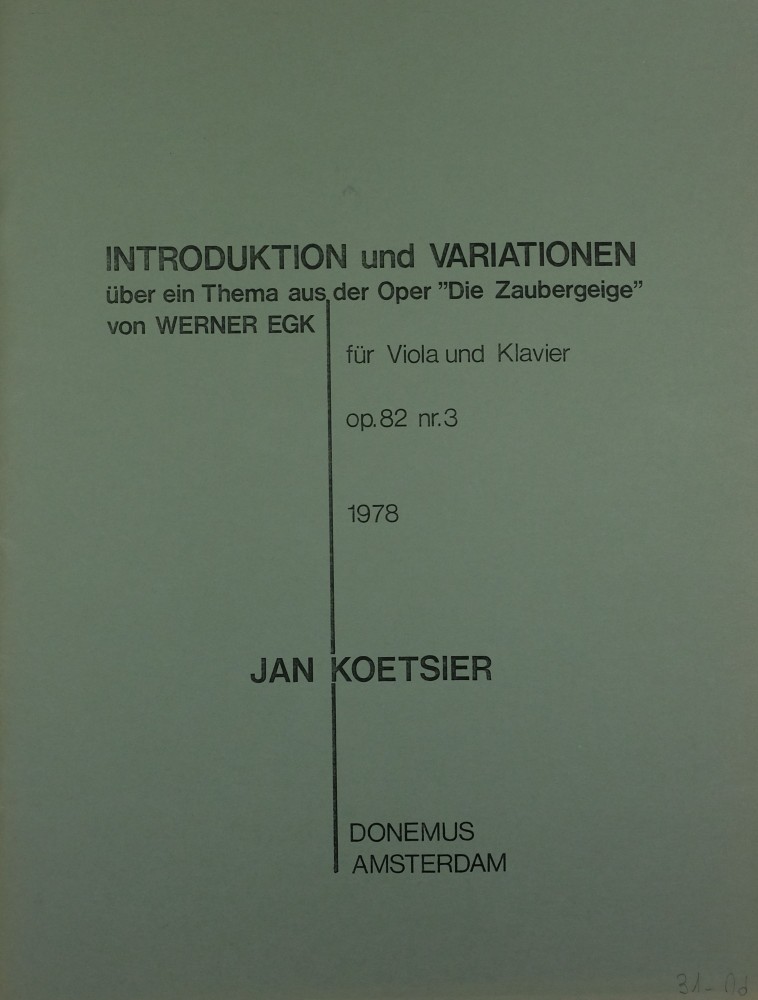 INTRODUKTION und VARIATIONEN
über ein Thema aus der Oper ”Die Zaubergeige”
von WERNER EGK
für Viola und Klavier
op.82 nr.3
1978
JAN KOETSIER
DONEMUS
AMSTERDAM